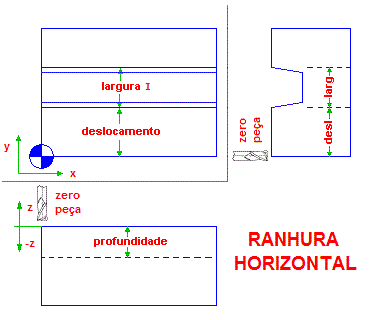 largura I
larg
deslocamento
desl
zero
peça
y
x
zero
peça
z
-z
profundidade
RANHURA
HORIZONTAL